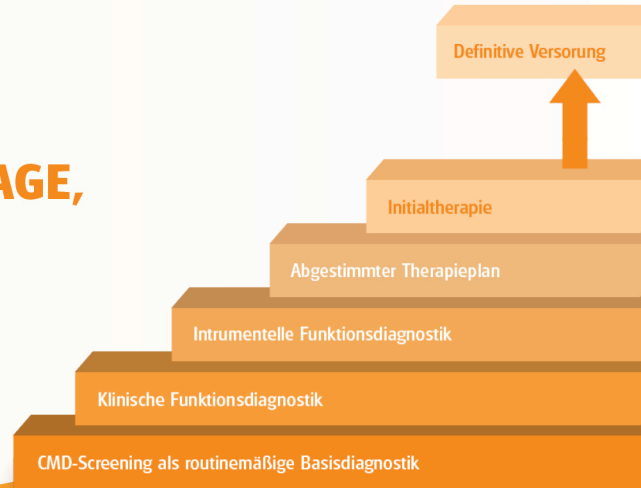 Definitive Versorung
AGE,
Initialtherapie
Abgestimmter Therapieplan
Intrumentelle Funktionsdiagnostik
Klinische Funktionsdiagnostik
CMD-Screening als routinemäßige Basisdiagnostik